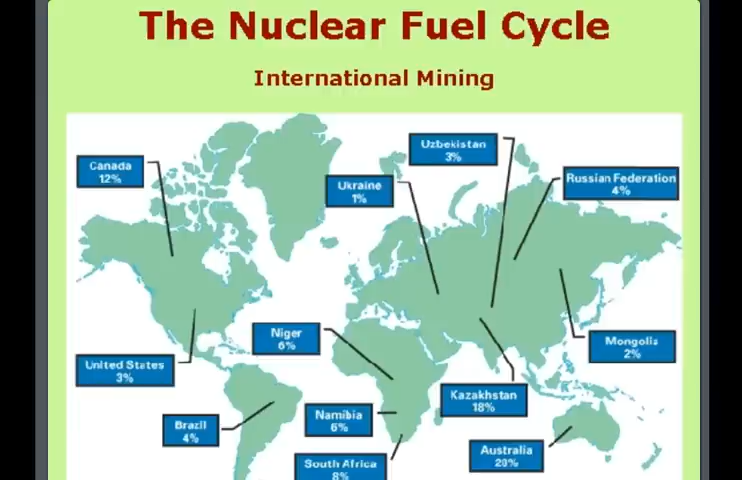 The Nuclear Fuel Cycle
International Mining
Uzbekistan
3%
Canada
12%
Russian Federation
4%
Ukraine
1%
Niger
6%
Mongolia
2%
United States
3%
Kazakhstan
18%
Namibia
6%
Brazil
4%
Australia
20%
South Africa
8%